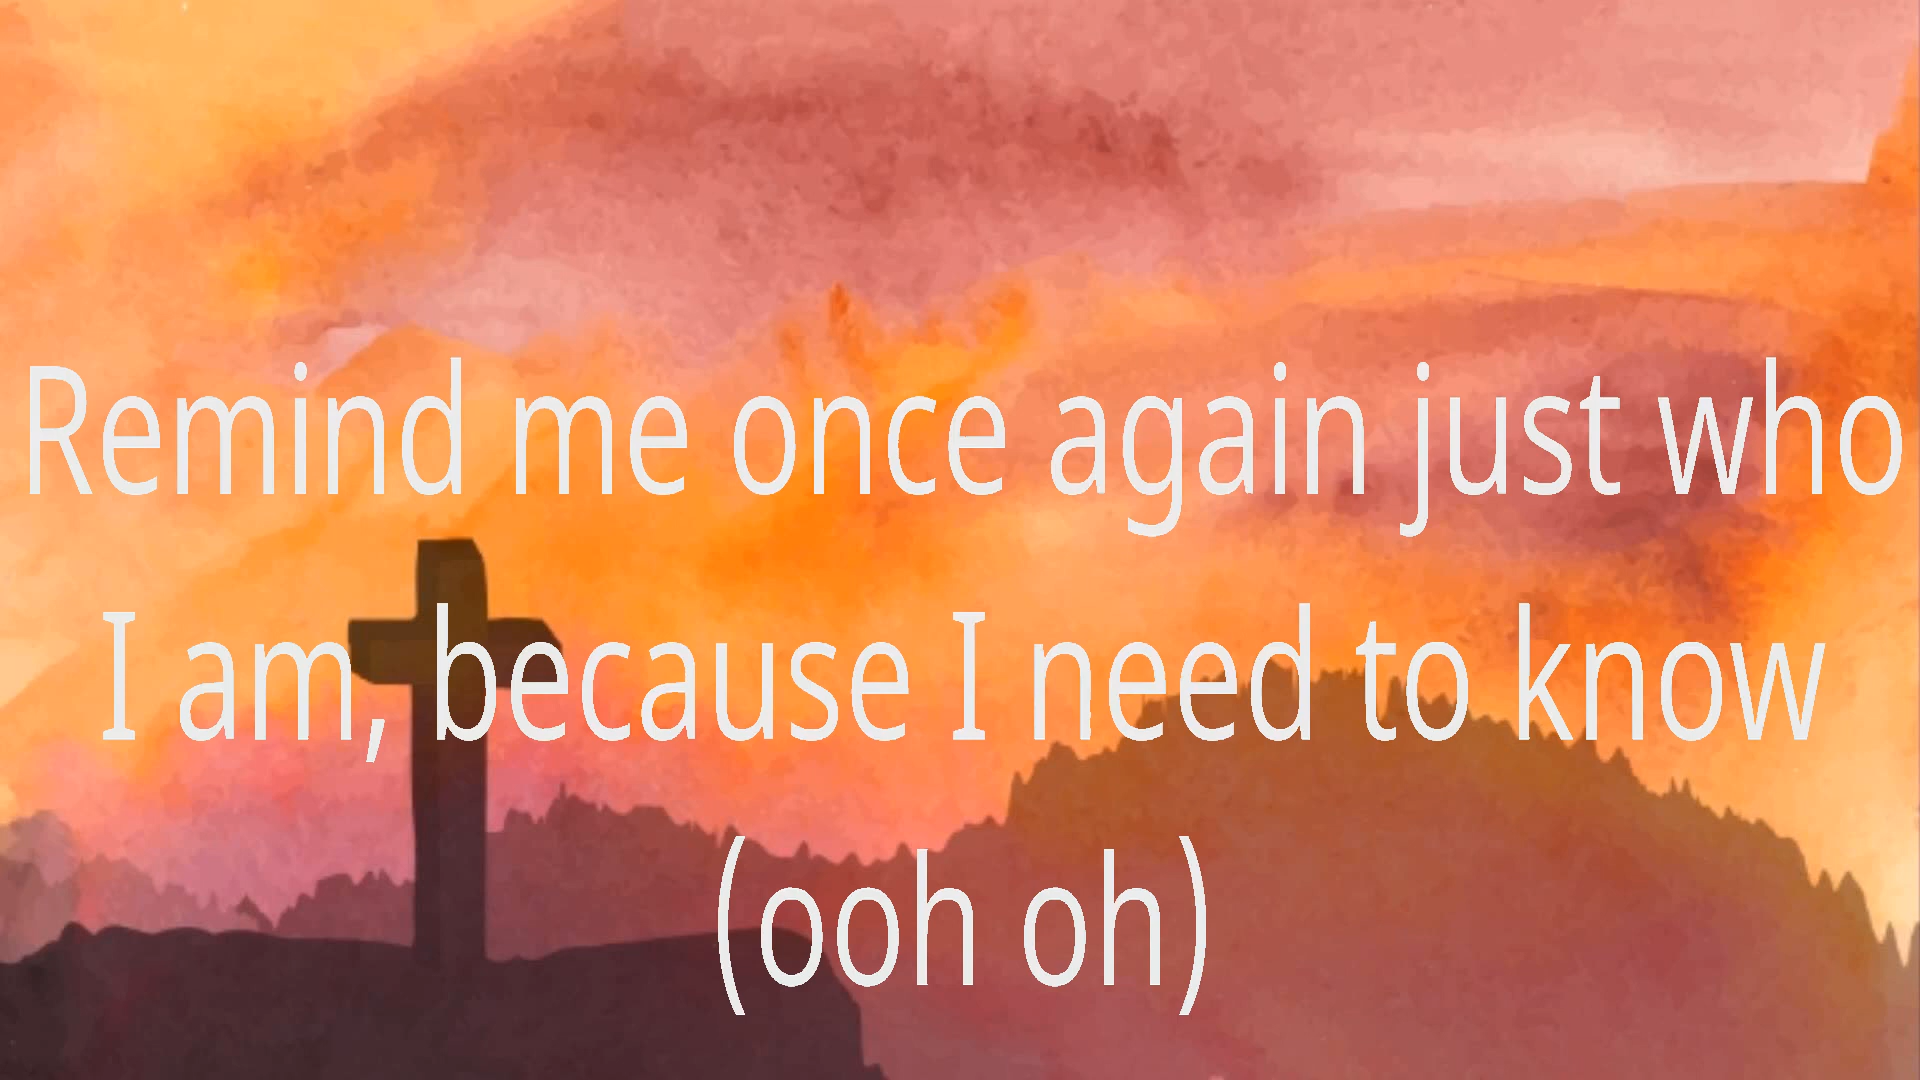 Remind me once again just who
I am, because I need to know
(ooh oh)